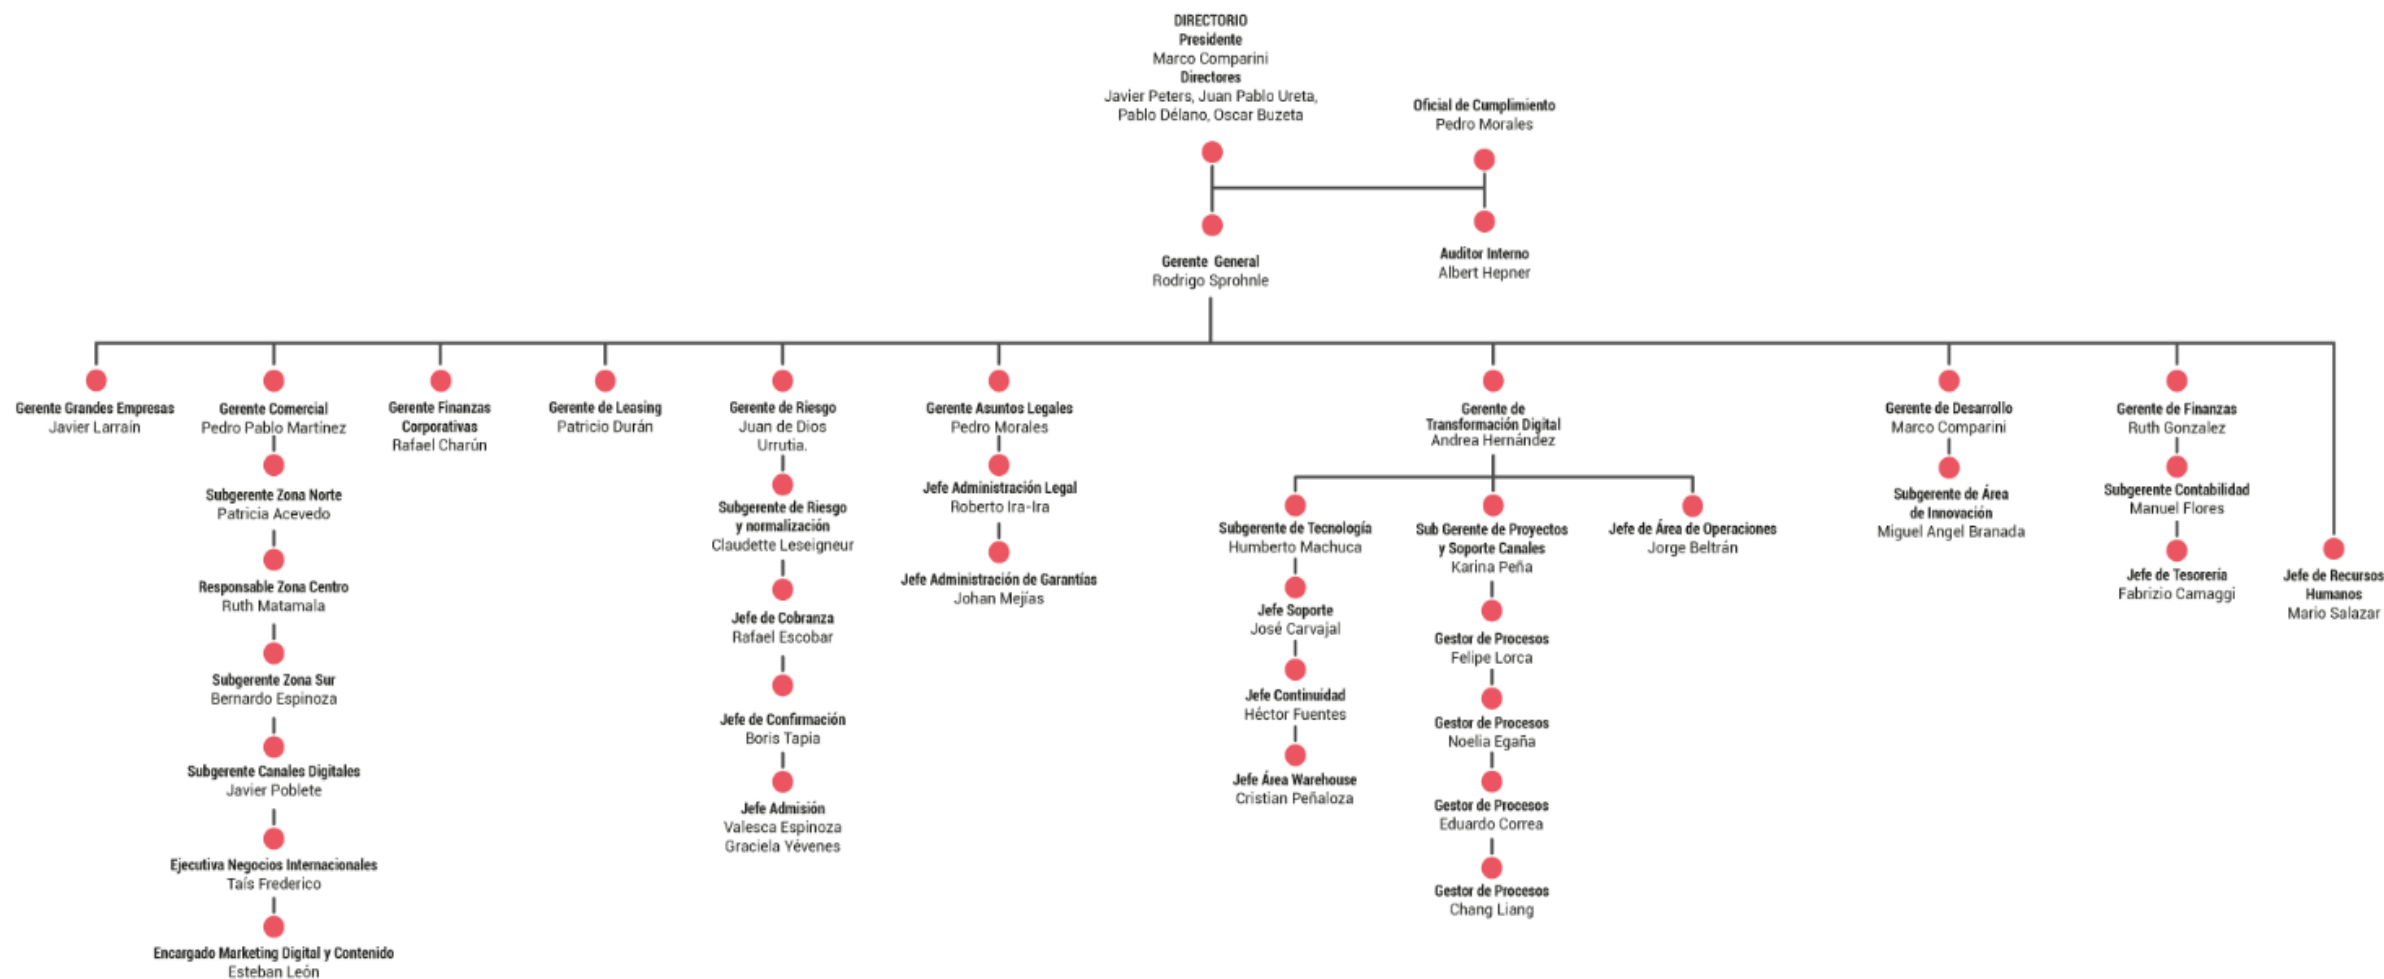 DIRECTORIO
Presidente
Marco Comparini
Directores
Javier Peters, Juan Pablo Ureta,
Pablo Délano, Oscar Buzeta
Oficial de Cumplimiento
Pedro Morales
Gerente General
Rodrigo Sprohnle
Auditor Interno
Albert Hepner
Gerente Grandes Empresas
Javier Larraín
Gerente Comercial
Pedro Pablo Martínez
Subgerente Zona Norte
Patricia Acevedo
Responsable Zona Centro
Ruth Matamala
Subgerente Zona Sur
Bernardo Espinoza
Subgerente Canales Digitales
Javier Poblete
Ejecutiva Negocios Internacionales
Taís Frederico
Encargado Marketing Digital y Contenido
Esteban León
Gerente Finanzas
Corporativas
Rafael Charún
Gerente de Leasing
Patricio Durán
Gerente de Riesgo
Juan de Dios
Urrutia.
Subgerente de Riesgo
y normalización
Claudette Leseigneur
Jefe de Cobranza
Rafael Escobar
Jefe de Confirmación
Boris Tapia
Jefe Admisión
Valesca Espinoza
Graciela Yévenes
Gerente Asuntos Legales
Pedro Morales
Jefe Administración Legal
Roberto Ira-Ira
Jefe Administración de Garantías
Johan Mejías
Gerente de
Transformación Digital
Andrea Hernández
Subgerente de Tecnología
Humberto Machuca
Jefe Soporte
José Carvajal
Jefe Continuidad
Héctor Fuentes
Jefe Área Warehouse
Cristian Peñaloza
Sub Gerente de Proyectos
y Soporte Canales
Karina Peña
Gestor de Procesos
Felipe Lorca
Gestor de Procesos
Noelia Egaña
Gestor de Procesos
Eduardo Correa
Gestor de Procesos
Chang Liang
Jefe de Área de Operaciones
Jorge Beltrán
Gerente de Desarrollo
Marco Comparini
Subgerente de Área
de Innovación
Miguel Angel Branada
Gerente de Finanzas
Ruth Gonzalez
Subgerente Contabilidad
Manuel Flores
Jefe de Tesorería
Fabrizio Camaggi
Jefe de Recursos
Humanos
Mario Salazar